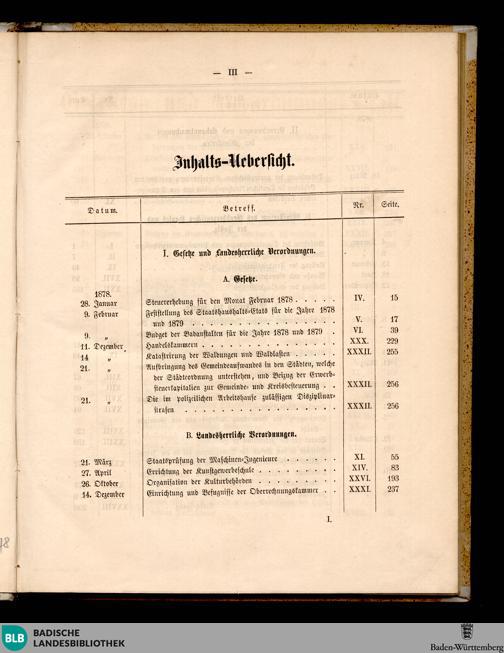 — III —
Inhalts-Uebersicht.
Datum. Betreff. Nr. Seite.
I. Gesetze und Landesherrliche Verordnungen.
A. Gesetze.
1878.
28. Januar Steuererhebung für den Monat Februar 1878 . . . . . IV. 15
9. Februar Feststellung des Staatshaushalts-Etats für die Jahre 1878
und 1879 . . . . . . . . . . . . . . V. 17
9. „ Budget der Badanstalten für die Jahre 1878 und 1879 . . VI. 39
11. Dezember Handelskammern . . . . . . . . . . . . . XXX. 229
14 „ Katastrirung der Waldungen und Waldlasten . . . . . XXXII. 255
21. „ Aufbringung des Gemeindeaufwandes in den Städten, welche
der Städteordnung unterstehen, und Beizug der Erwerb-
steuerkapitalien zur Gemeinde- und Kreisbesteuerung . . XXXII. 256
21. „ Die im polizeilichen Arbeitshause zulässigen Disziplinar-
strafen . . . . . . . . . . . . . . . XXXII. 256
B. Landesherrliche Verordnungen.
21. März Staatsprüfung der Maschinen-Ingenieure . . . . . . XI. 55
27. April Errichtung der Kunstgewerbeschule . . . . . . . . XIV. 83
26. Oktober Organisation der Kulturbehörden . . . . . . . . XXVI. 193
14. Dezember Einrichtung und Befugnisse der Oberrechnungskammer . . XXXI. 237
I.
BLB BADISCHE
LANDESBIBLIOTHEK
Baden-Württemberg